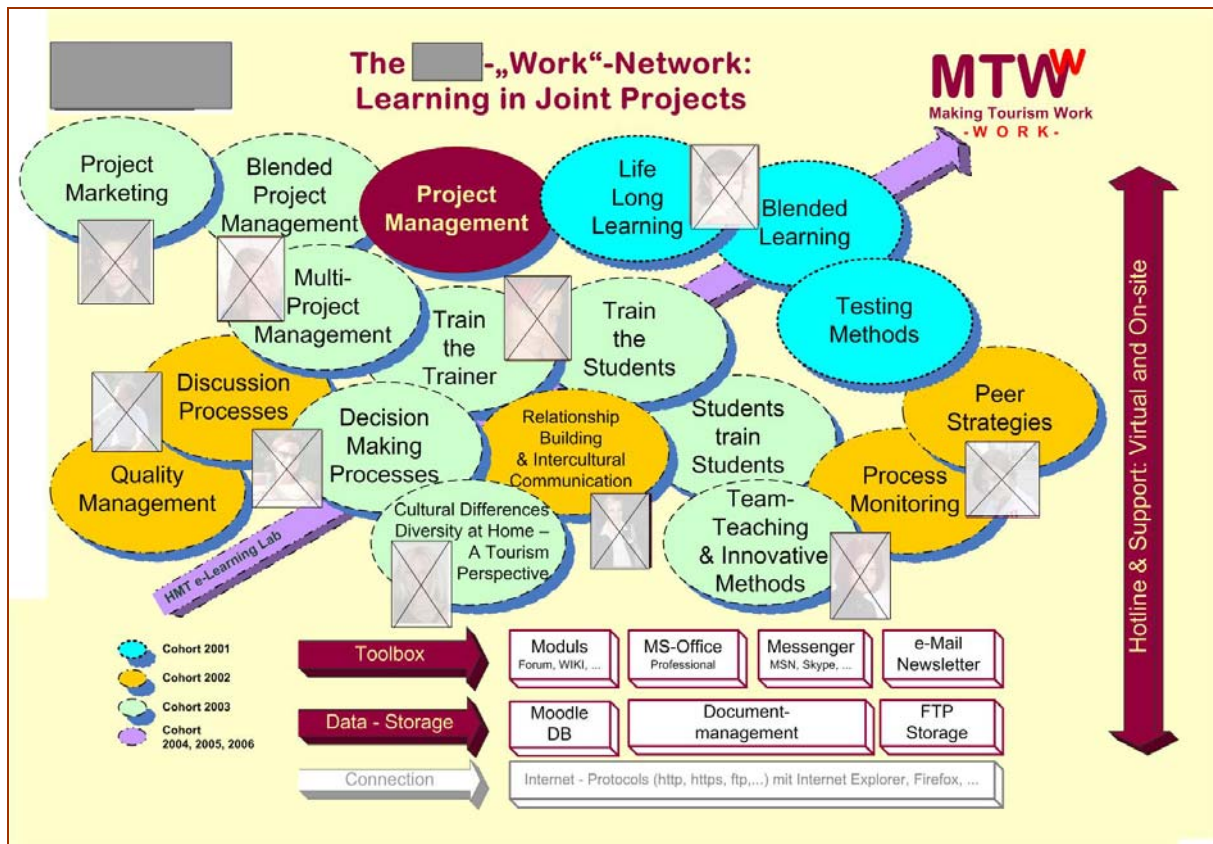 The -„Work“-Network:
Learning in Joint Projects
MTWW
Making Tourism Work
- W O R K -
Project
Marketing
Blended
Project
Management
Project
Management
Life
Long
Learning
Blended
Learning
Multi-
Project
Management
Train
the
Trainer
Train
the
Students
Testing
Methods
Discussion
Processes
Decision
Making
Processes
Relationship
Building
& Intercultural
Communication
Students
train
Students
Peer
Strategies
Quality
Management
Process
Monitoring
Cultural Differences
Diversity at Home –
A Tourism
Perspective
Team-
Teaching
& Innovative
Methods
HMT e-Learning Lab
Hotline & Support: Virtual and On-site
Cohort 2001
Cohort 2002
Cohort 2003
Cohort
2004, 2005, 2006
Toolbox
Moduls
Forum, WIKI, ...
MS-Office
Professional
Messenger
MSN, Skype, ...
e-Mail
Newsletter
Data - Storage
Moodle
DB
Document-
management
FTP
Storage
Connection
Internet - Protocols (http, https, ftp,...) mit Internet Explorer, Firefox, ...